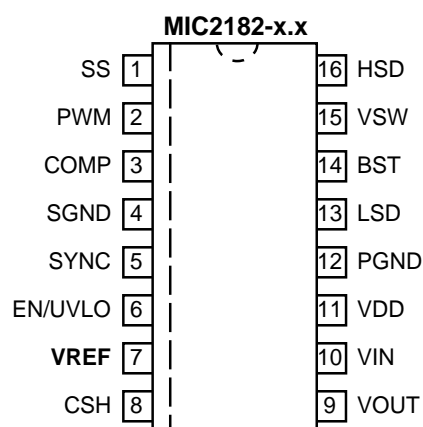 MIC2182-x.x
SS 1 16 HSD
PWM 2 15 VSW
COMP 3 14 BST
SGND 4 13 LSD
SYNC 5 12 PGND
EN/UVLO 6 11 VDD
VREF 7 10 VIN
CSH 8 9 VOUT